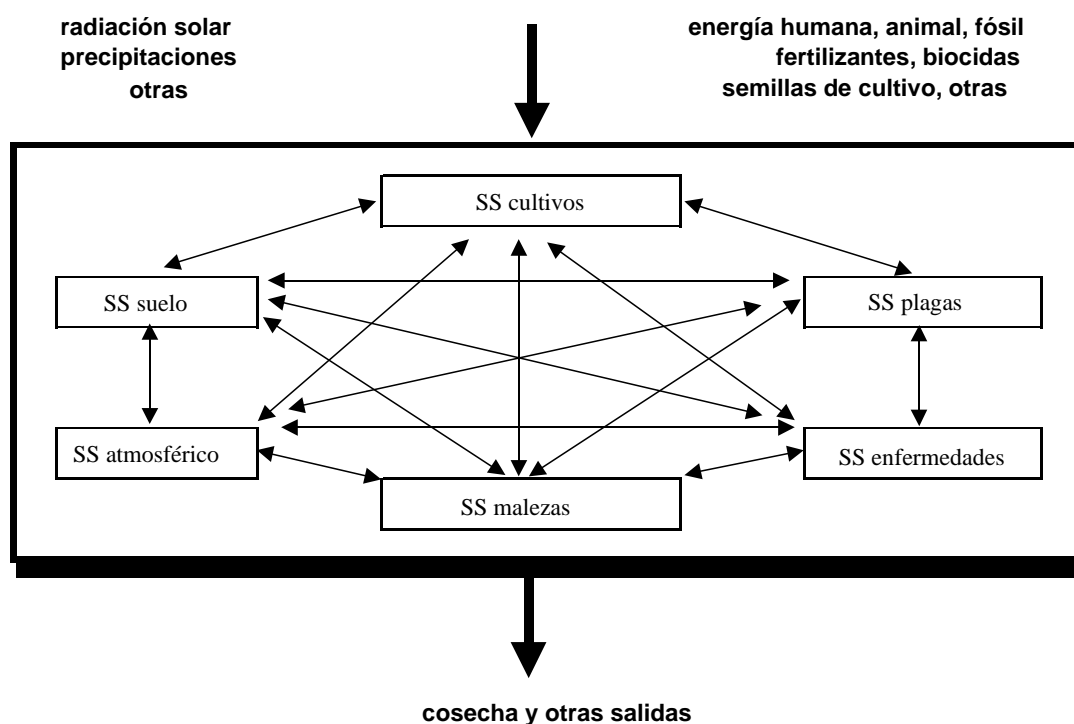 radiación solar
precipitaciones
otras
energía humana, animal, fósil
fertilizantes, biocidas
semillas de cultivo, otras
SS cultivos
SS suelo
SS plagas
SS atmosférico
SS enfermedades
SS malezas
cosecha y otras salidas